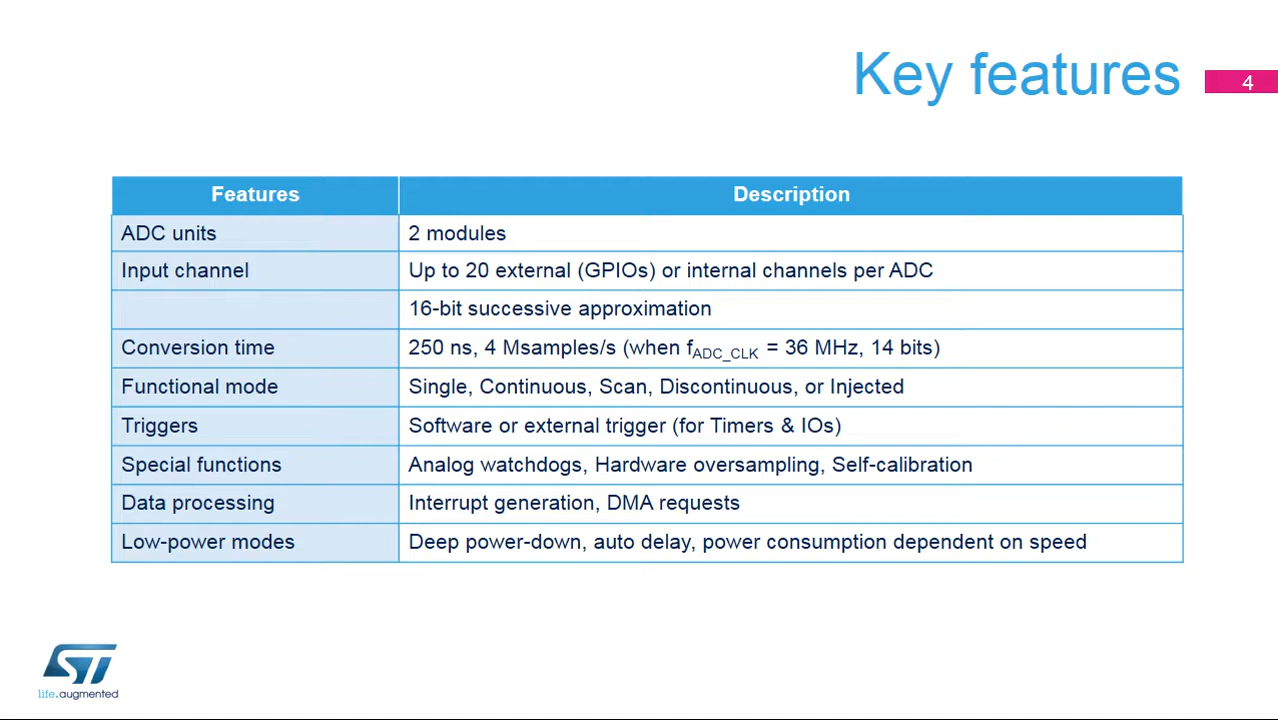 Key features
4
Features Description
ADC units 2 modules
Input channel Up to 20 external (GPIOs) or internal channels per ADC
16-bit successive approximation
Conversion time 250 ns, 4 Msamples/s (when fADC_CLK = 36 MHz, 14 bits)
Functional mode Single, Continuous, Scan, Discontinuous, or Injected
Triggers Software or external trigger (for Timers & IOs)
Special functions Analog watchdogs, Hardware oversampling, Self-calibration
Data processing Interrupt generation, DMA requests
Low-power modes Deep power-down, auto delay, power consumption dependent on speed
ST
life.augmented